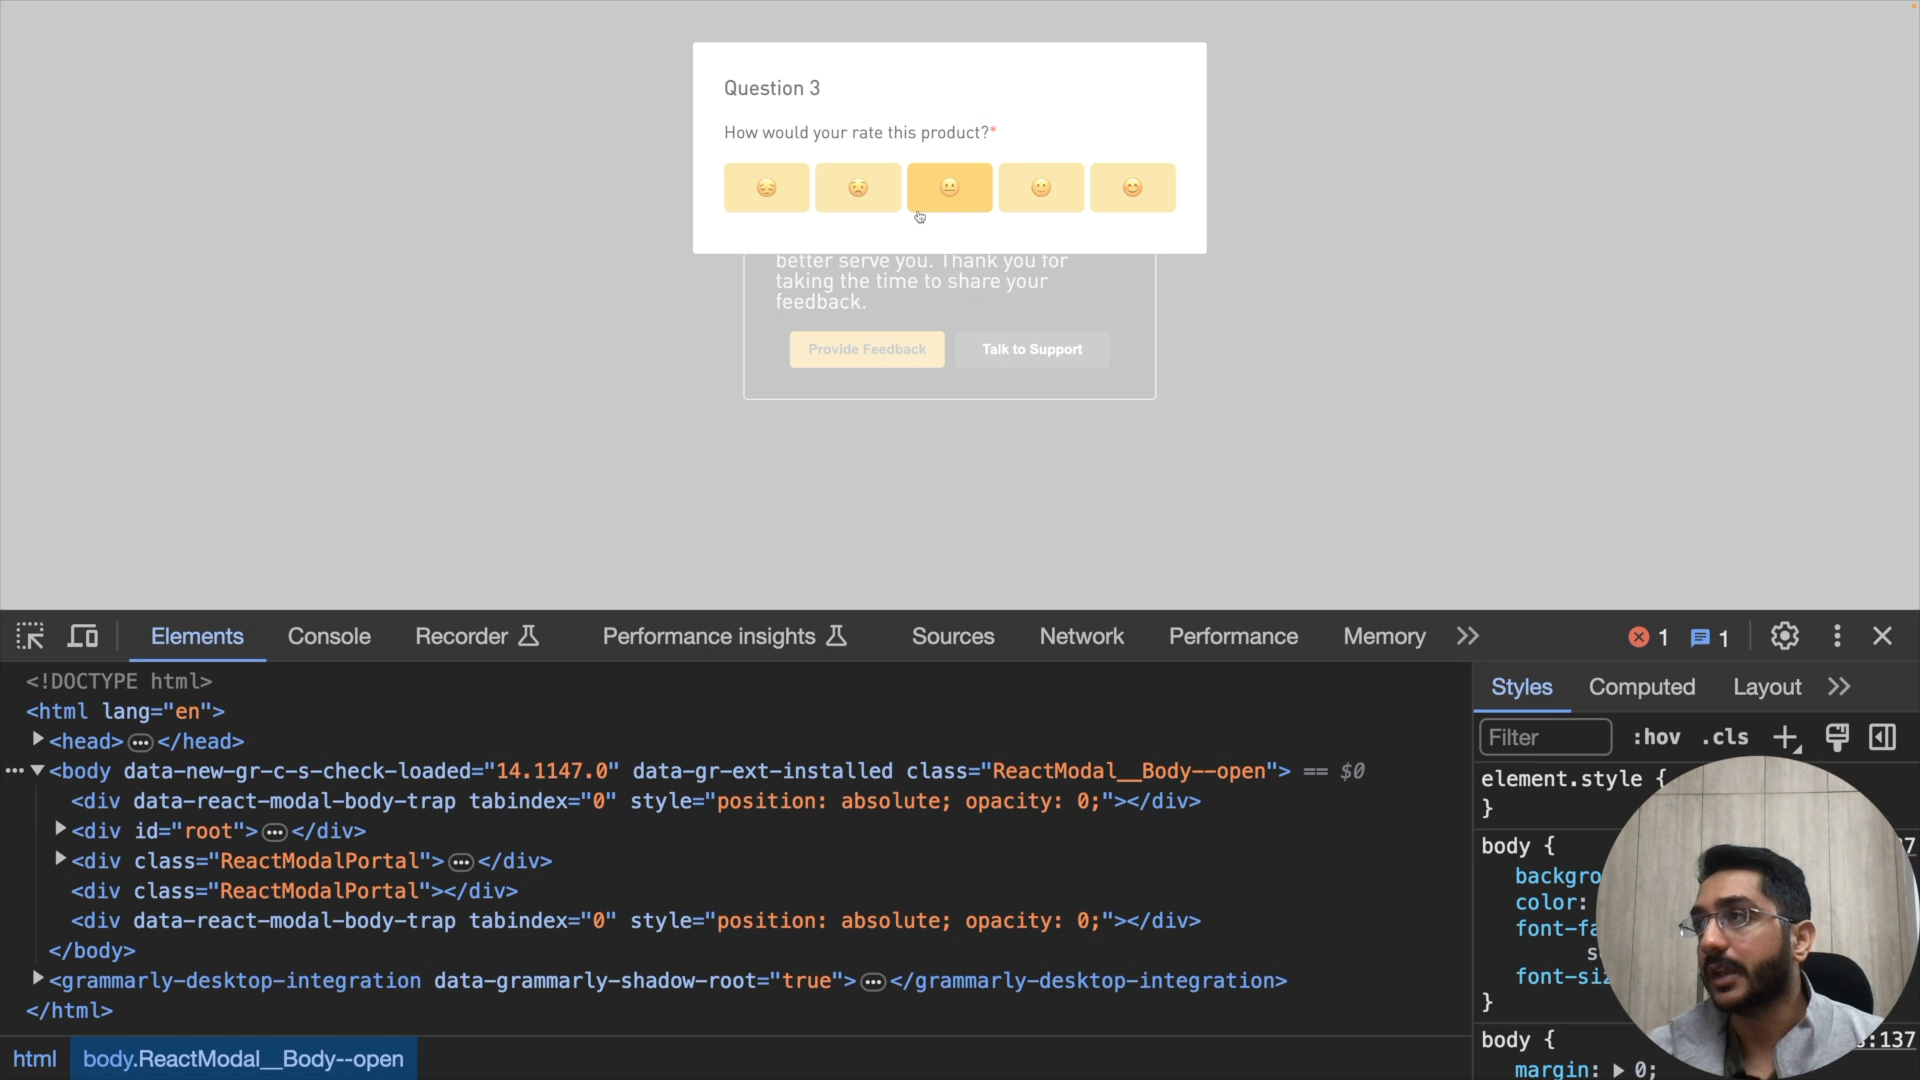 Question 3
How would your rate this product?*
better serve you. Thank you for
taking the time to share your
feedback.
Provide Feedback
Talk to Support
Elements Console Recorder Performance insights Sources Network Performance Memory 1 1
<!DOCTYPE html>
<html lang="en">
<head> </head>
<body data-new-gr-c-s-check-loaded="14.1147.0" data-gr-ext-installed class="ReactModal__Body--open"> == $0
<div data-react-modal-body-trap tabindex="0" style="position: absolute; opacity: 0;"></div>
<div id="root"> </div>
<div class="ReactModalPortal"> </div>
<div class="ReactModalPortal"></div>
<div data-react-modal-body-trap tabindex="0" style="position: absolute; opacity: 0;"></div>
</body>
<grammarly-desktop-integration data-grammarly-shadow-root="true"> </grammarly-desktop-integration>
</html>
html body.ReactModal__Body--open
Styles Computed Layout
Filter :hov .cls
element.style {
}
body {
color:
}
body { :137
margin: 0;